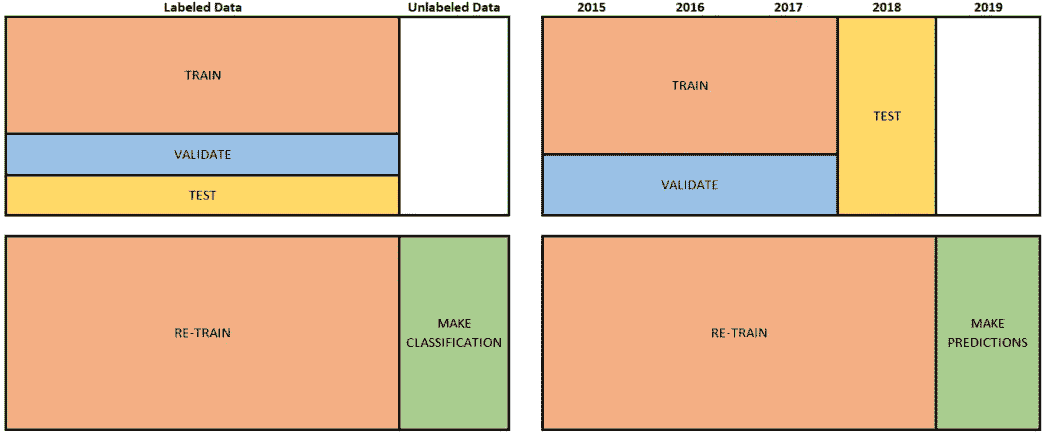 Labeled Data
Unlabeled Data
TRAIN
VALIDATE
TEST
RE-TRAIN
MAKE
CLASSIFICATION
2015 2016 2017 2018 2019
TRAIN
VALIDATE
TEST
RE-TRAIN
MAKE
PREDICTIONS